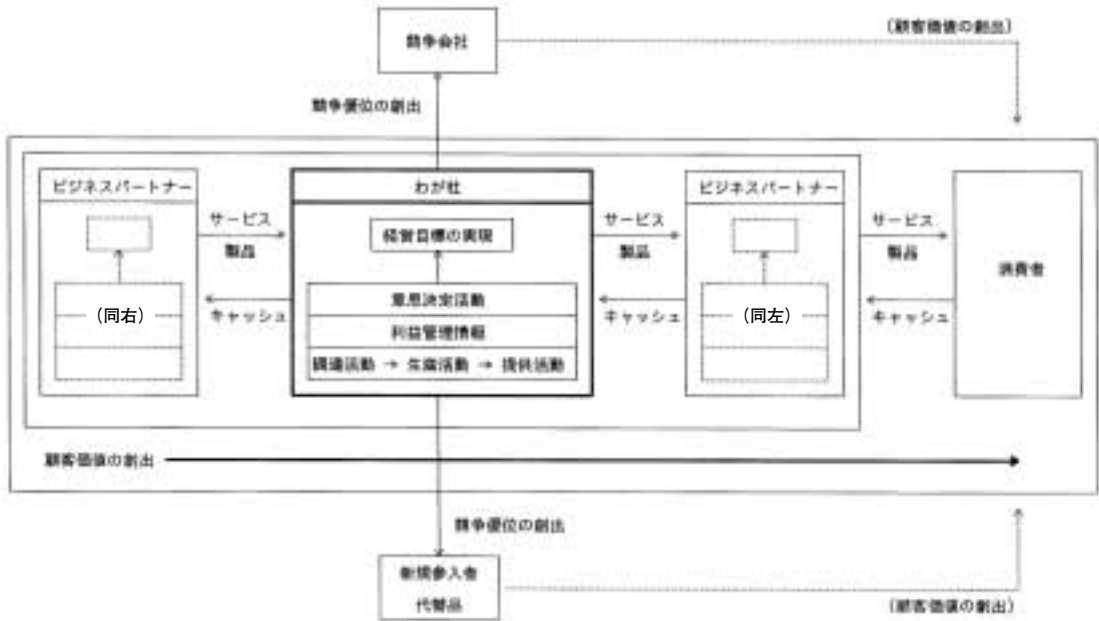 競争会社
(顧客価値の創出)
競争優位の創出
ビジネスパートナー
わが社
ビジネスパートナー
サービス
製品
キャッシュ
経営目標の実現
サービス
製品
キャッシュ
サービス
製品
キャッシュ
消費者
(同右)
意思決定活動
利益管理情報
調達活動 → 生産活動 → 提供活動
(同左)
顧客価値の創出
競争優位の創出
新規参入者
代替品
(顧客価値の創出)